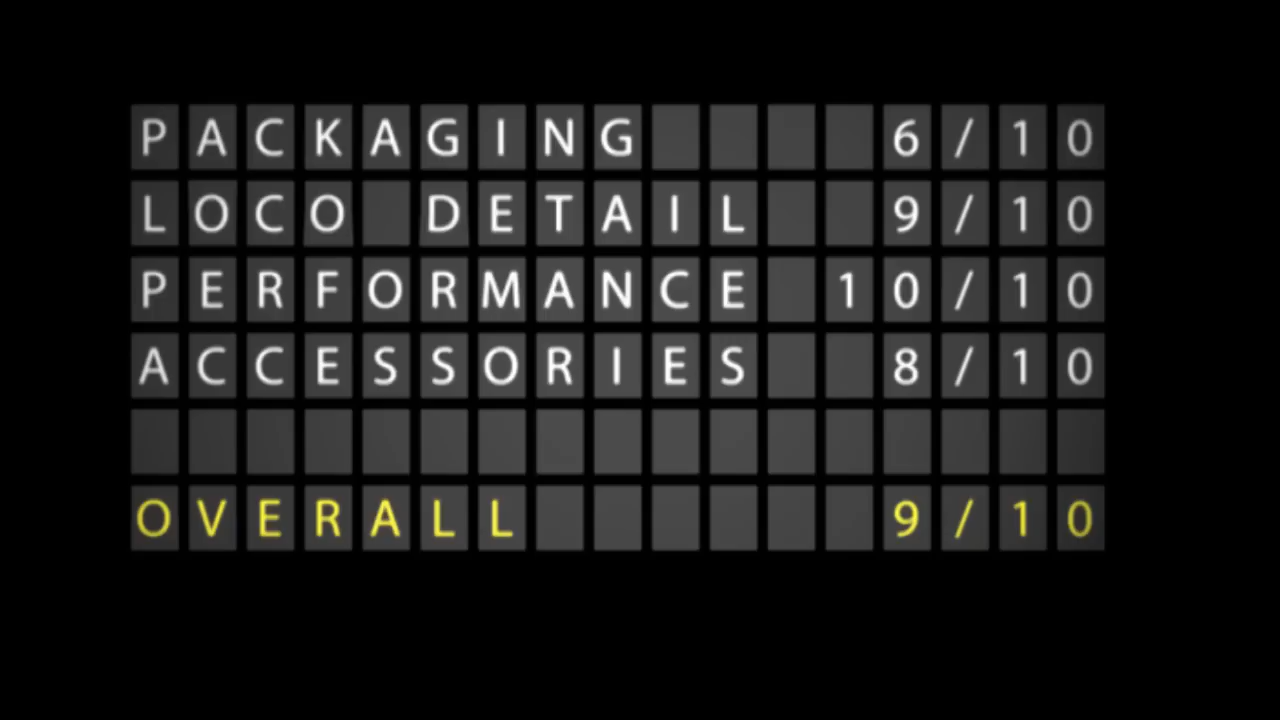 PACKAGING 6/10
LOCO DETAIL 9/10
PERFORMANCE 10/10
ACCESSORIES 8/10
OVERALL 9/10